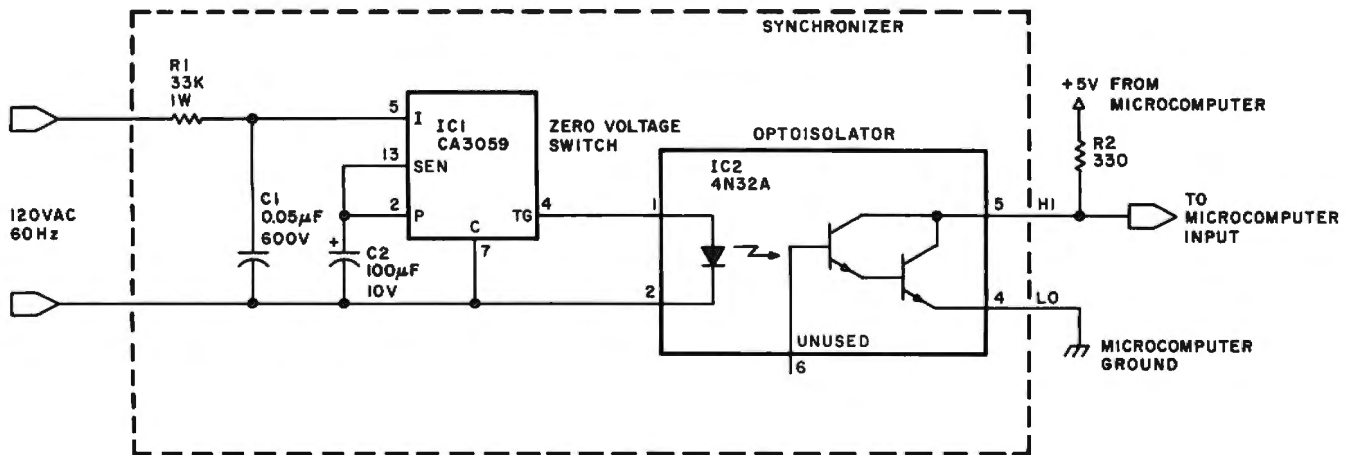 SYNCHRONIZER
R1
33K
1W
120VAC
60Hz
C1
0.05µF
600V
5
I
IC1
CA3059
13
SEN
2
P
C
7
TG
4
ZERO VOLTAGE
SWITCH
+
C2
100µF
10V
OPTOISOLATOR
IC2
4N32A
1
2
UNUSED
6
5
HI
4
LO
+5V FROM
MICROCOMPUTER
R2
330
TO
MICROCOMPUTER
INPUT
MICROCOMPUTER
GROUND